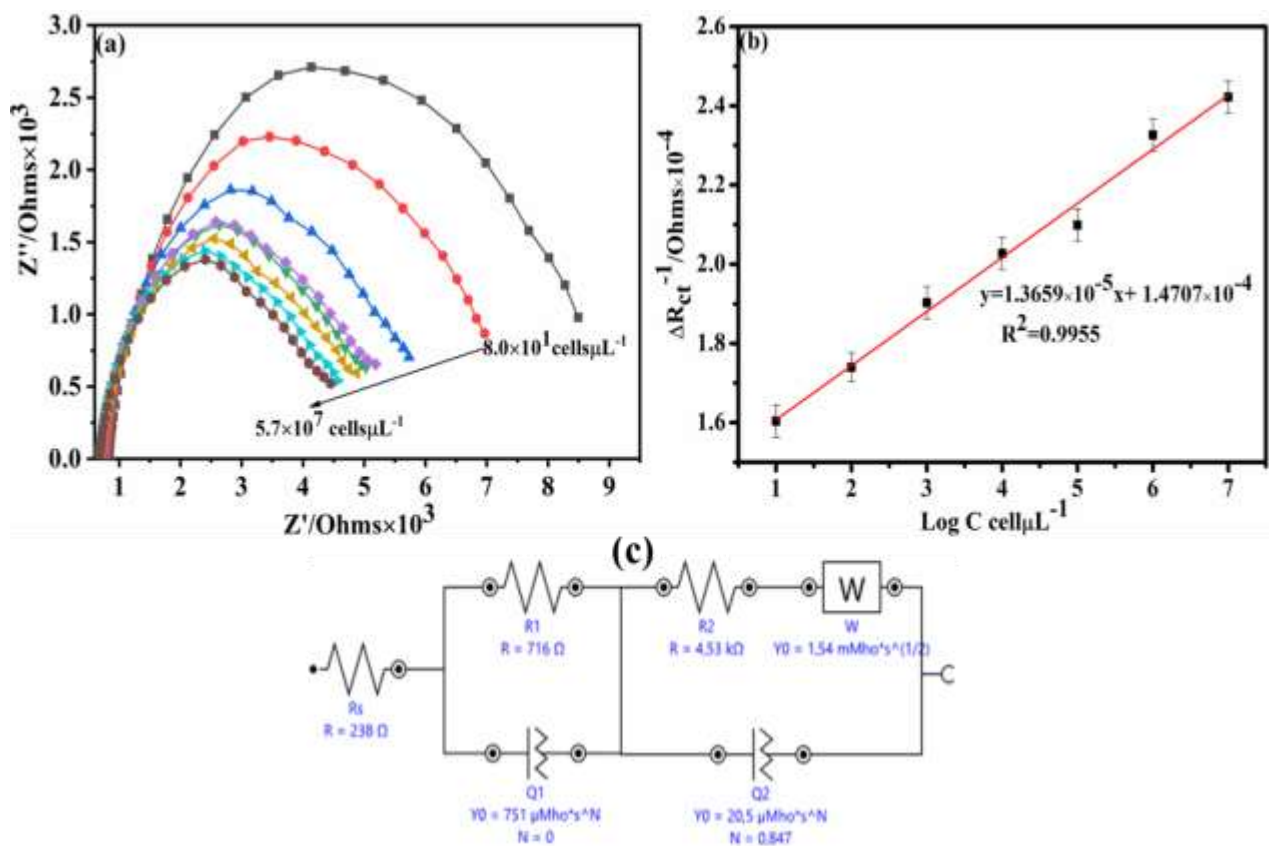 (a)
3.0
2.5
2.0
1.5
1.0
0.5
0.0
Z''/Ohms×10³
1 2 3 4 5 6 7 8 9
Z'/Ohms×10³
8.0×10¹cellsμL⁻¹
5.7×10⁷ cellsμL⁻¹
(b)
2.6
2.4
2.2
2.0
1.8
1.6
ΔRct⁻¹/Ohms×10⁻⁴
y=1.3659×10⁻⁵x+ 1.4707×10⁻⁴
R²=0.9955
1 2 3 4 5 6 7
Log C cellμL⁻¹
(c)
R1
R = 716 Ω
R2
R = 4,53 kΩ
W
W
Y0 = 1,54 mMho*s^(1/2)
Rs
R = 238 Ω
Q1
Y0 = 751 μMho*s^N
N = 0
Q2
Y0 = 20,5 μMho*s^N
N = 0,847